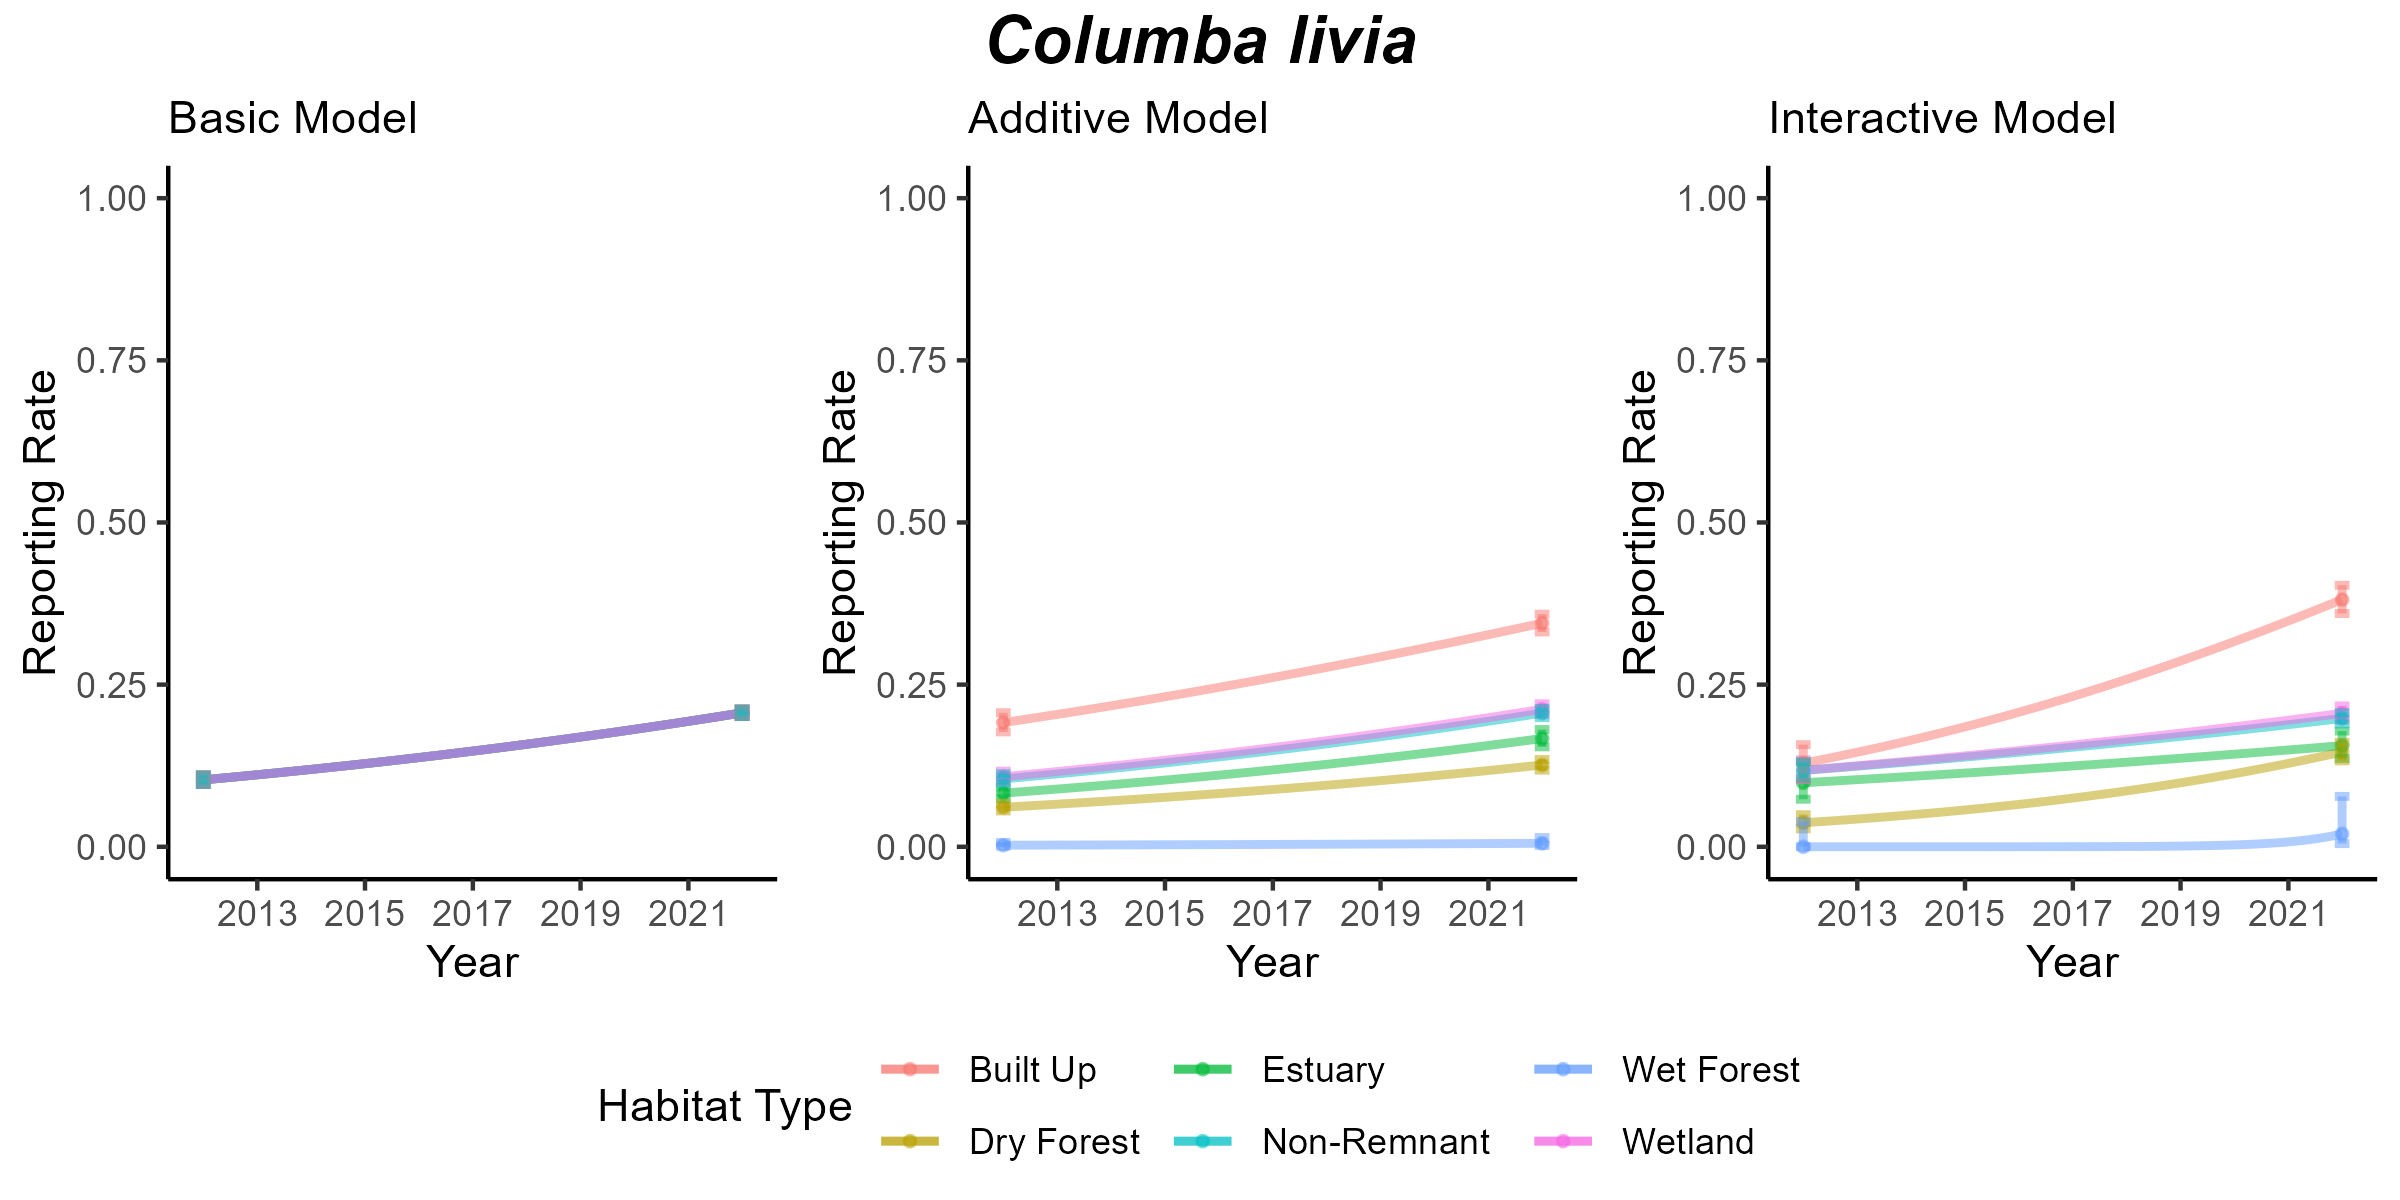 Columba livia
Basic Model
Additive Model
Interactive Model
Reporting Rate
1.00
0.75
0.50
0.25
0.00
2013 2015 2017 2019 2021
Year
Reporting Rate
1.00
0.75
0.50
0.25
0.00
2013 2015 2017 2019 2021
Year
Reporting Rate
1.00
0.75
0.50
0.25
0.00
2013 2015 2017 2019 2021
Year
Habitat Type
Built Up
Estuary
Wet Forest
Dry Forest
Non-Remnant
Wetland